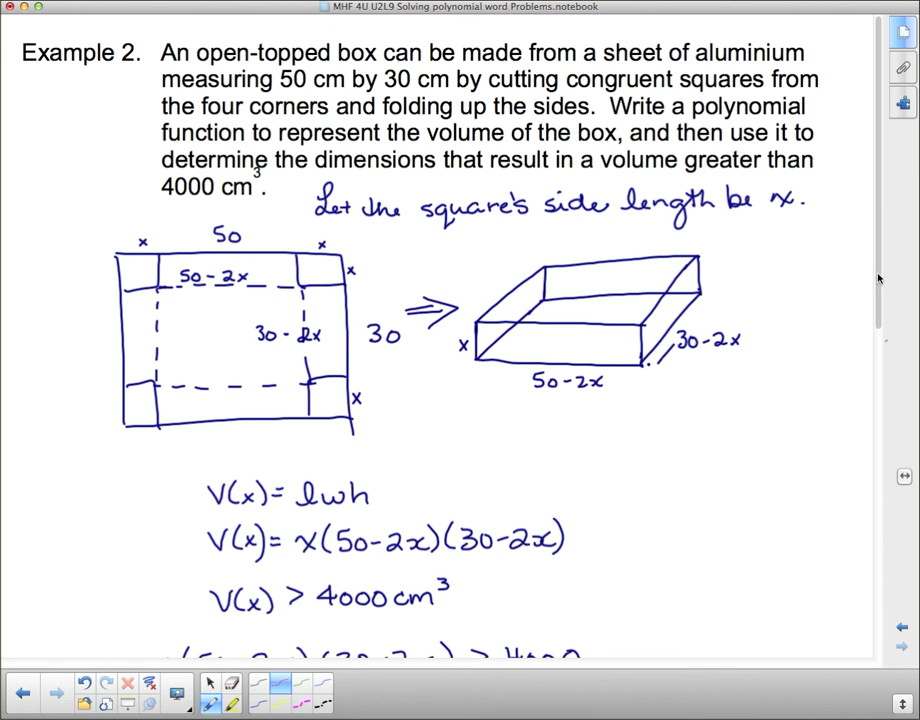 MHF 4U U2L9 Solving polynomial word Problems.notebook
Example 2. An open-topped box can be made from a sheet of aluminium
measuring 50 cm by 30 cm by cutting congruent squares from
the four corners and folding up the sides. Write a polynomial
function to represent the volume of the box, and then use it to
determine the dimensions that result in a volume greater than
4000 cm³.
Let the square's side length be x.
x 50 x
50-2x x
30-2x 30
x
x 30-2x
50-2x
V(x) = lwh
V(x) = x(50-2x)(30-2x)
V(x) > 4000 cm³